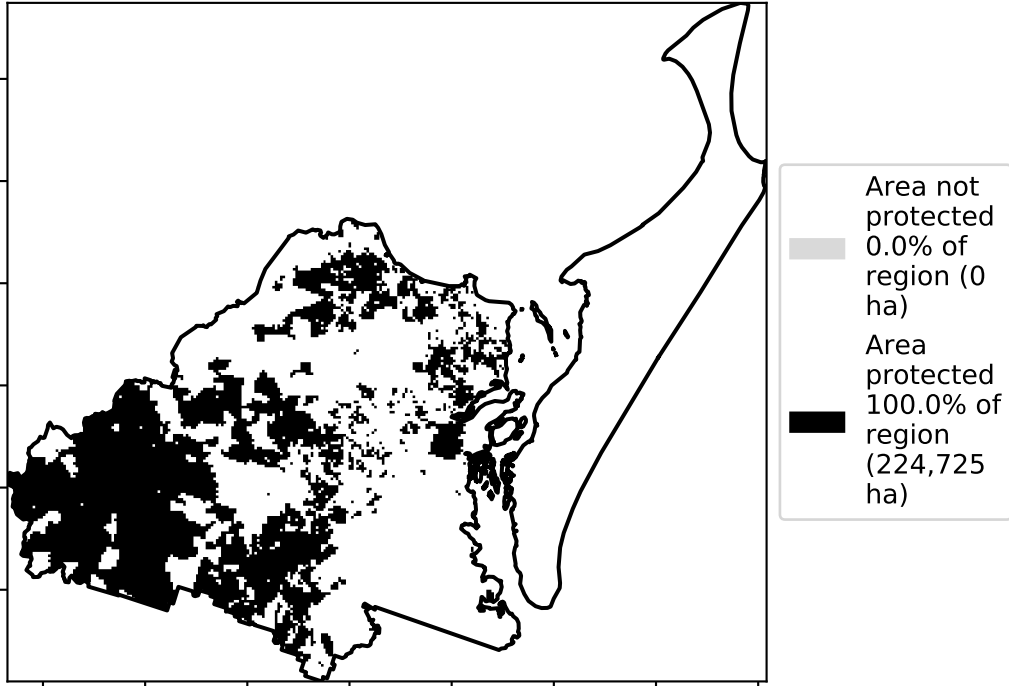 Area not
protected
0.0% of
region (0
ha)
Area
protected
100.0% of
region
(224,725
ha)